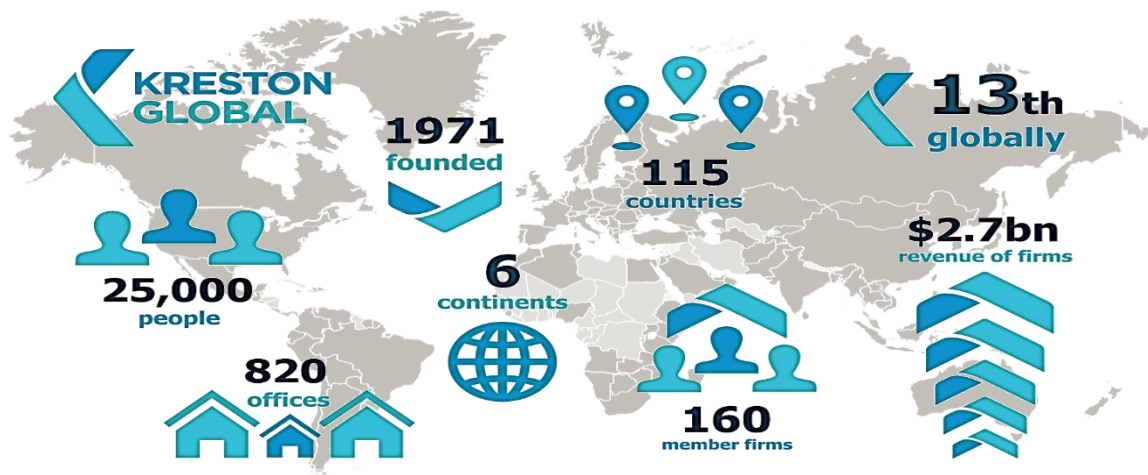 KRESTON
GLOBAL
1971
founded
115
countries
13th
globally
25,000
people
6
continents
$2.7bn
revenue of firms
820
offices
160
member firms